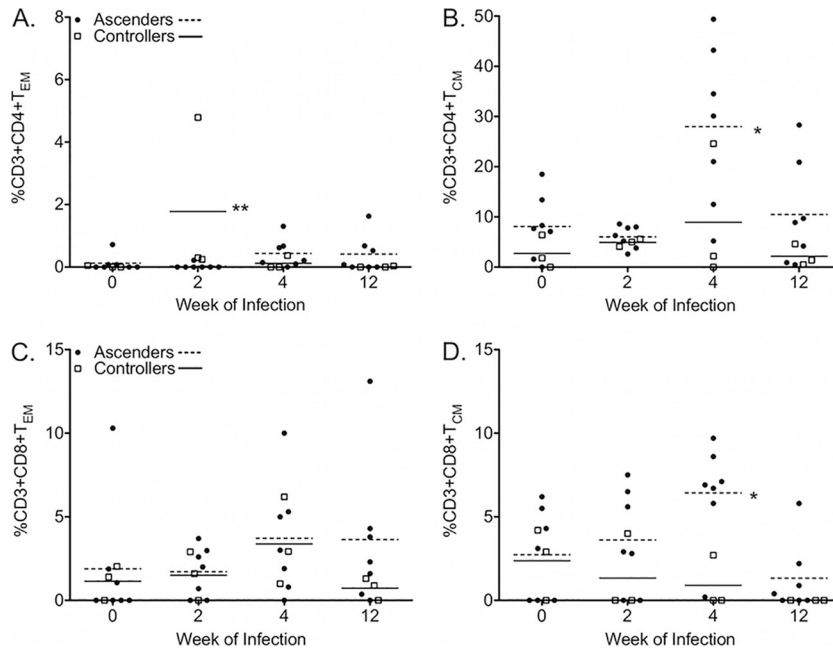 A.
Ascenders
Controllers
%CD3+CD4+TEM
8
6
4
2
0
**
0 2 4 12
Week of Infection
B.
%CD3+CD4+TCM
50
40
30
20
10
0
*
0 2 4 12
Week of Infection
C.
Ascenders
Controllers
%CD3+CD8+TEM
15
10
5
0
0 2 4 12
Week of Infection
D.
%CD3+CD8+TCM
15
10
5
0
*
0 2 4 12
Week of Infection